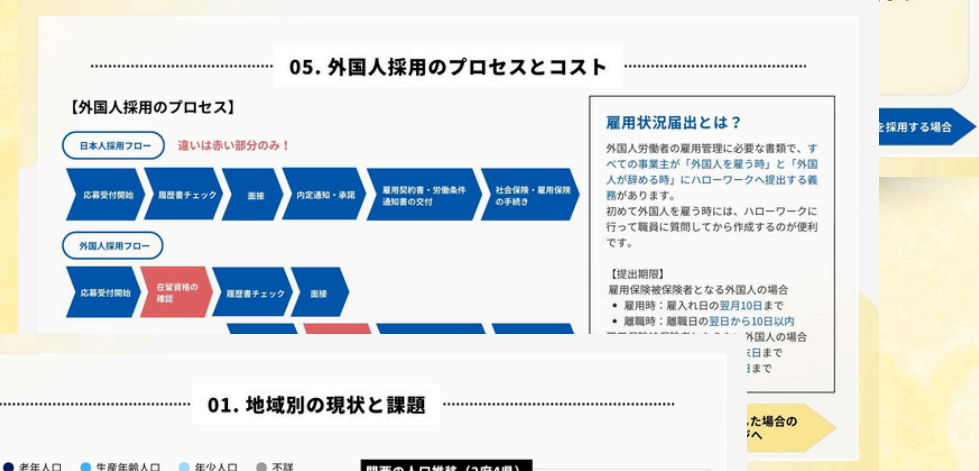 05. 外国人採用のプロセスとコスト
【外国人採用のプロセス】
日本人採用フロー
違いは赤い部分のみ！
応募受付開始
履歴書チェック
面接
内定通知・承諾
雇用契約書・労働条件
通知書の交付
社会保険・雇用保険
の手続き
外国人採用フロー
応募受付開始
在留資格の
確認
履歴書チェック
面接
雇用状況届出とは？
外国人労働者の雇用管理に必要な書類で、す
べての事業主が「外国人を雇う時」と「外国
人が辞める時」にハローワークへ提出する義
務があります。
初めて外国人を雇う時には、ハローワークに
行って職員に質問してから作成するのが便利
です。
【提出期限】
雇用保険被保険者となる外国人の場合
• 雇用時：雇入れ日の翌月10日まで
• 離職時：離職日の翌日から10日以内
外国人の場合
末日まで
まで
を採用する場合
た場合の
へ
01. 地域別の現状と課題
老年人口
生産年齢人口
年少人口
不詳
関西の人口推移（2府4県）